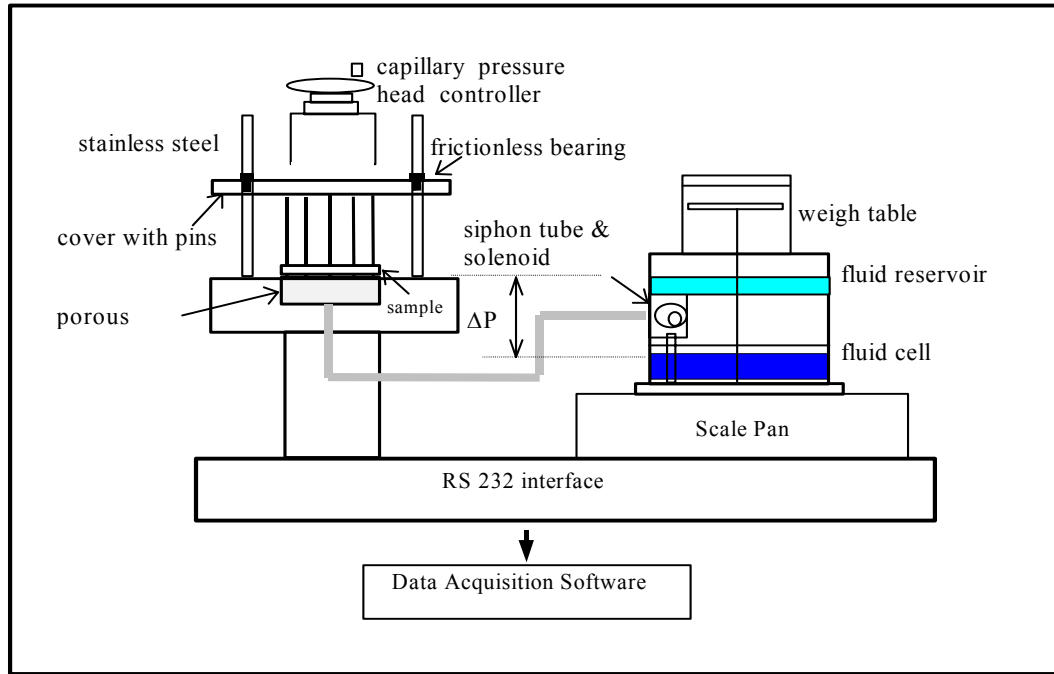 capillary pressure
head controller
stainless steel
frictionless bearing
cover with pins
siphon tube &
solenoid
weigh table
fluid reservoir
sample
porous
ΔP
fluid cell
Scale Pan
RS 232 interface
Data Acquisition Software